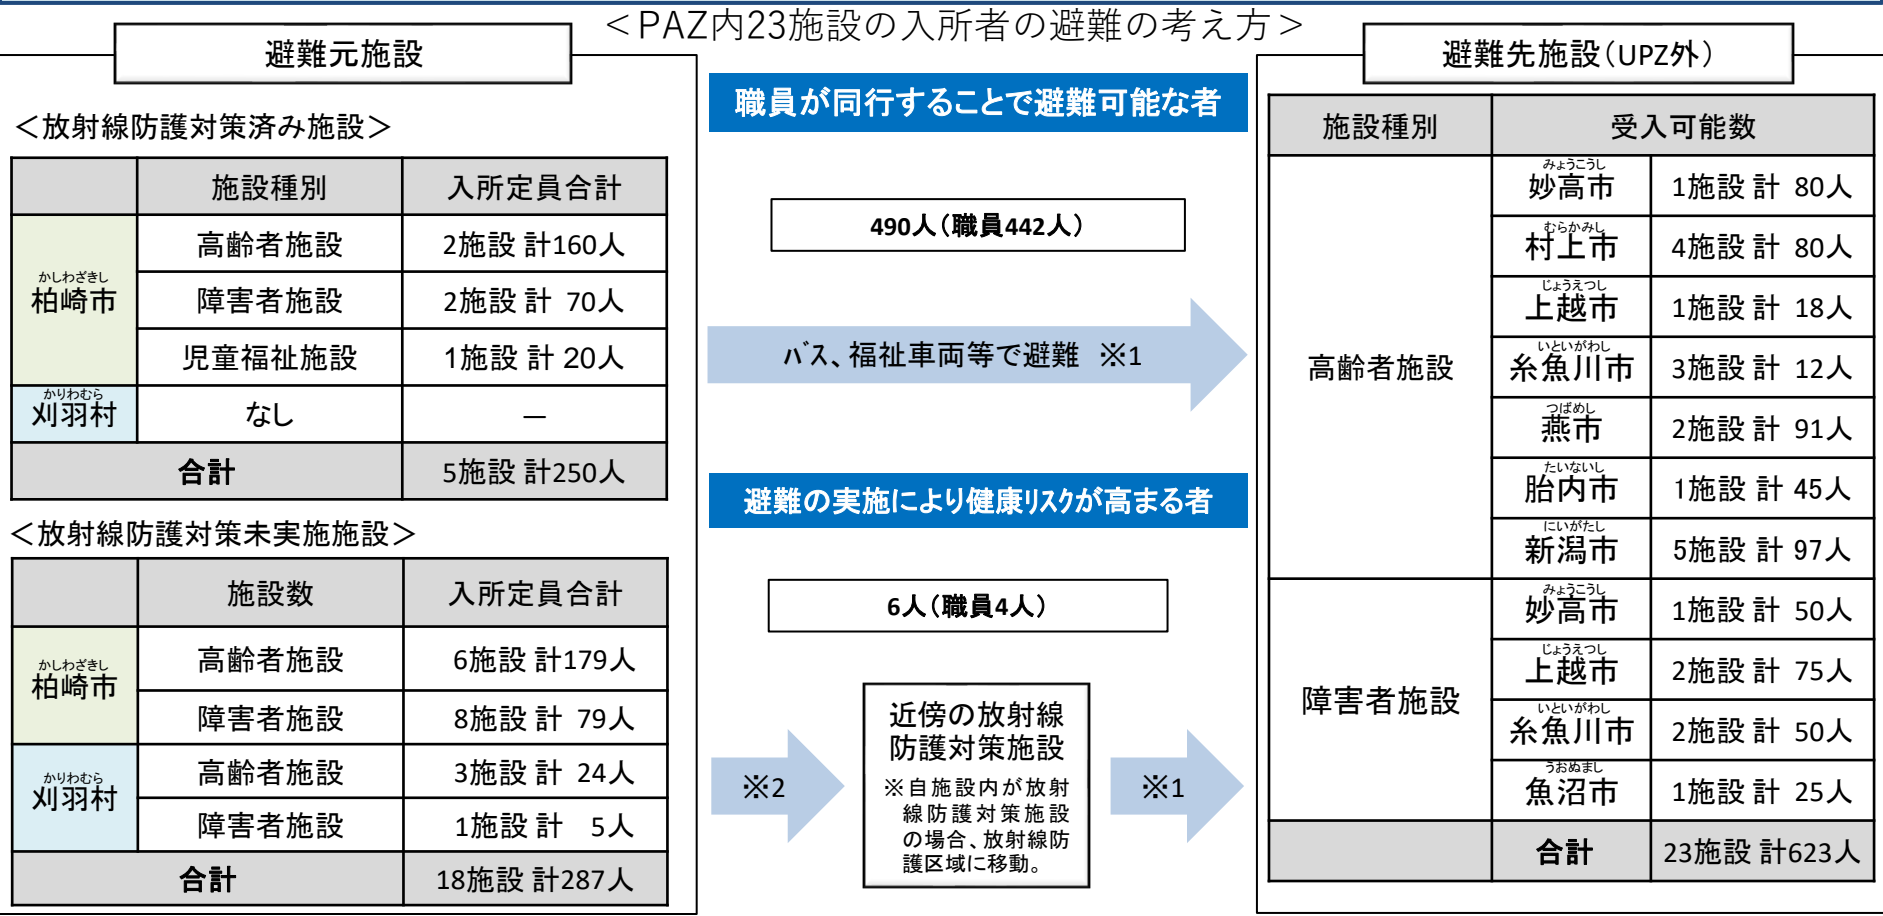 ＜PAZ内23施設の入所者の避難の考え方＞
避難元施設
＜放射線防護対策済み施設＞
施設種別 入所定員合計
かしわざきし
柏崎市
高齢者施設 2施設 計160人
障害者施設 2施設 計 70人
児童福祉施設 1施設 計 20人
かりわむら
刈羽村 なし ―
合計 5施設 計250人
＜放射線防護対策未実施施設＞
施設数 入所定員合計
かしわざきし
柏崎市
高齢者施設 6施設 計179人
障害者施設 8施設 計 79人
かりわむら
刈羽村
高齢者施設 3施設 計 24人
障害者施設 1施設 計 5人
合計 18施設 計287人
職員が同行することで避難可能な者
490人（職員442人）
バス、福祉車両等で避難 ※1
避難の実施により健康リスクが高まる者
6人（職員4人）
※2
近傍の放射線
防護対策施設
※自施設内が放射
線防護対策施設
の場合、放射線防
護区域に移動。
※1
避難先施設（UPZ外）
施設種別 受入可能数
高齢者施設
みょうこうし
妙高市 1施設 計 80人
むらかみし
村上市 4施設 計 80人
じょうえつし
上越市 1施設 計 18人
いといがわし
糸魚川市 3施設 計 12人
つばめし
燕市 2施設 計 91人
たいないし
胎内市 1施設 計 45人
にいがたし
新潟市 5施設 計 97人
障害者施設
みょうこうし
妙高市 1施設 計 50人
じょうえつし
上越市 2施設 計 75人
いといがわし
糸魚川市 2施設 計 50人
うおぬまし
魚沼市 1施設 計 25人
合計 23施設 計623人